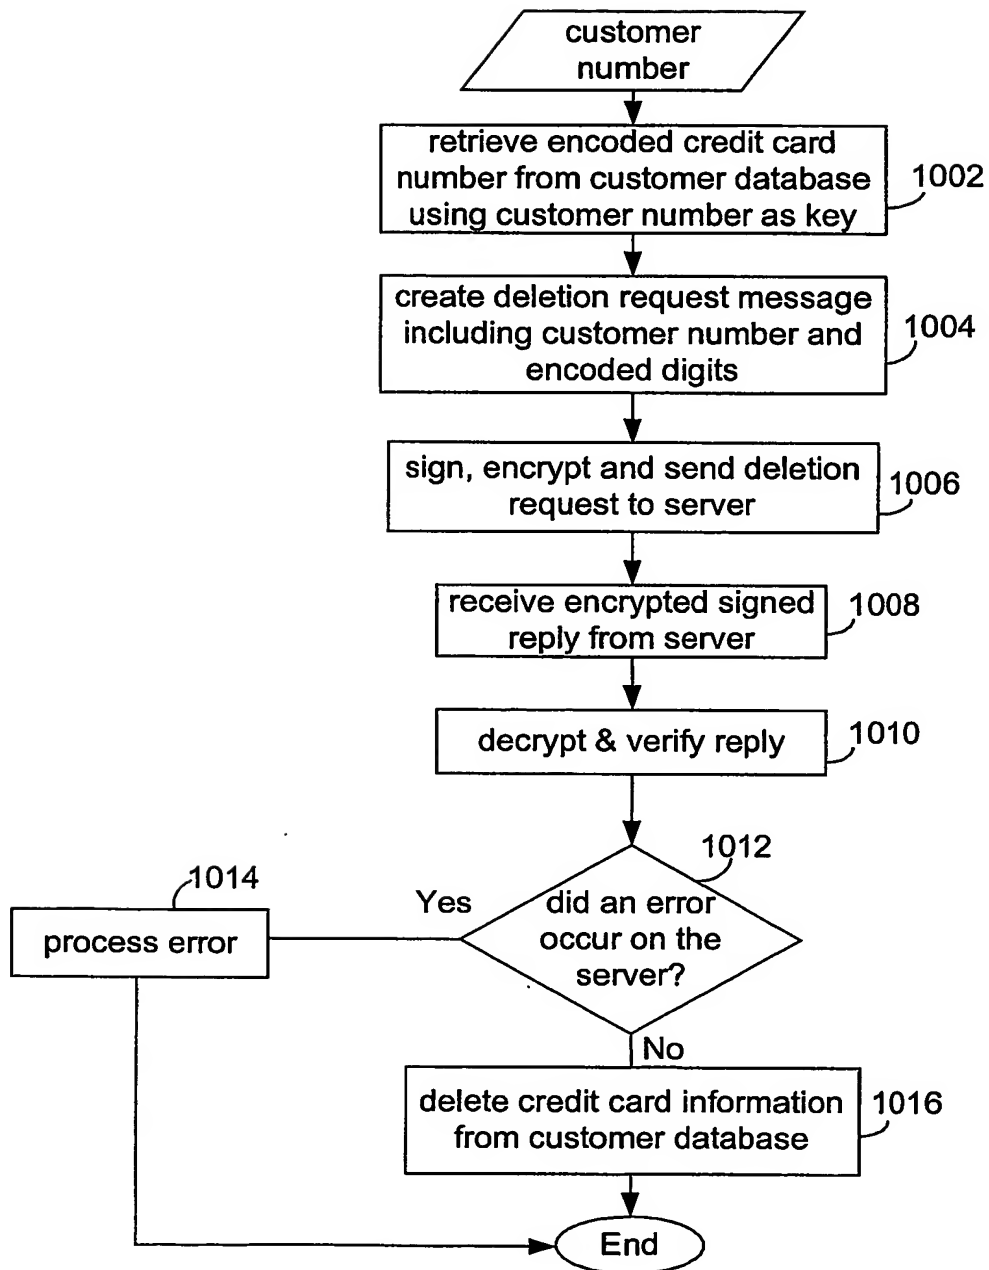 customer
number
retrieve encoded credit card
number from customer database
using customer number as key
1002
create deletion request message
including customer number and
encoded digits
1004
sign, encrypt and send deletion
request to server
1006
receive encrypted signed
reply from server
1008
decrypt & verify reply
1010
1012
did an error
occur on the
server?
Yes
1014
process error
No
delete credit card information
from customer database
1016
End